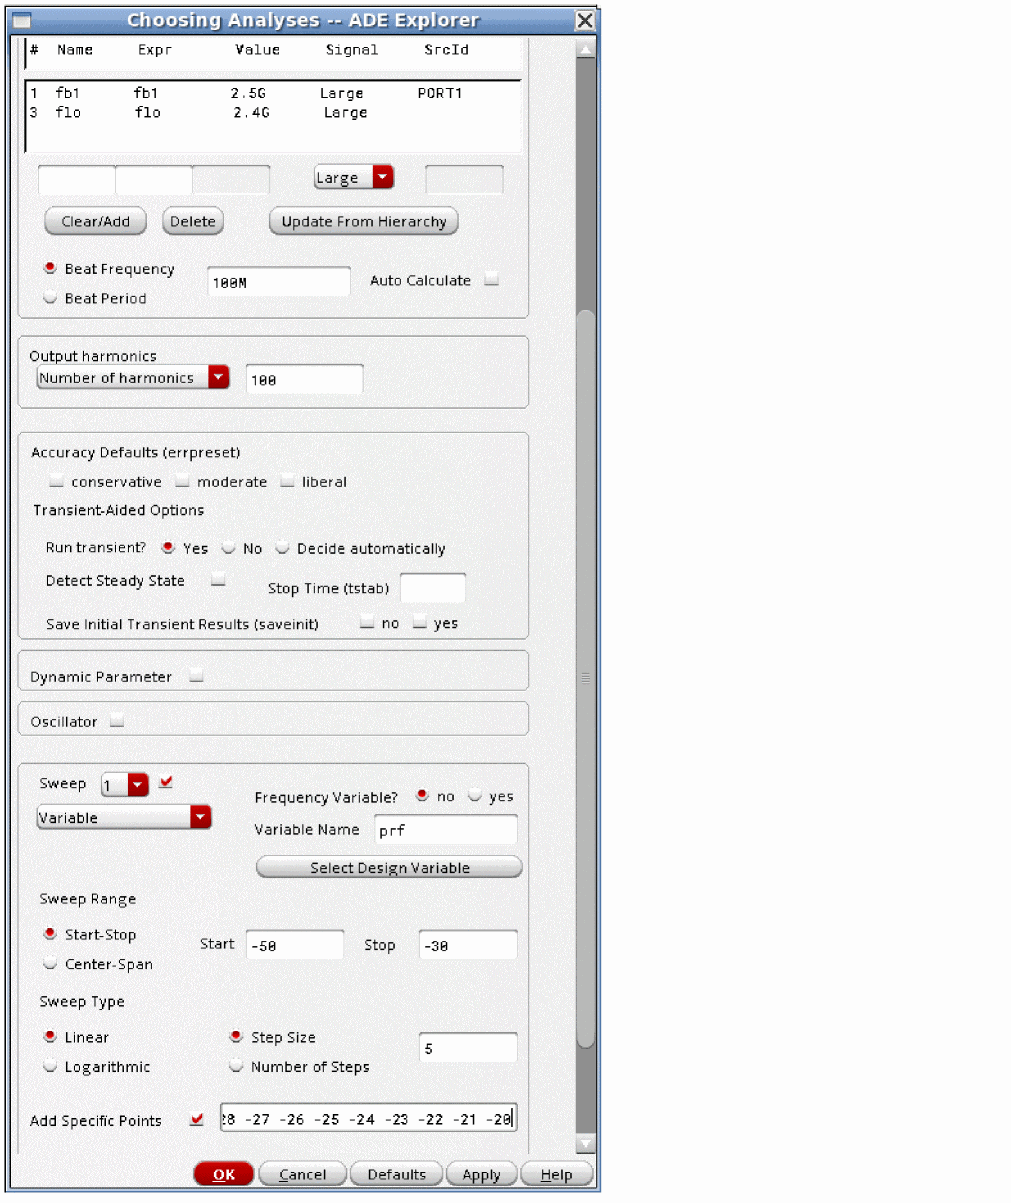 Choosing Analyses -- ADE Explorer
# Name Expr Value Signal SrcId
1 fb1 fb1 2.5G Large PORT1
3 flo flo 2.4G Large
Large
Clear/Add Delete Update From Hierarchy
Beat Frequency 100M Auto Calculate
Beat Period
Output harmonics
Number of harmonics 100
Accuracy Defaults (errpreset)
conservative moderate liberal
Transient-Aided Options
Run transient? Yes No Decide automatically
Detect Steady State Stop Time (tstab)
Save Initial Transient Results (saveinit) no yes
Dynamic Parameter
Oscillator
Sweep 1 Frequency Variable? no yes
Variable Variable Name prf
Select Design Variable
Sweep Range
Start-Stop Start -50 Stop -30
Center-Span
Sweep Type
Linear Step Size 5
Logarithmic Number of Steps
Add Specific Points 28 -27 -26 -25 -24 -23 -22 -21 -20
OK Cancel Defaults Apply Help